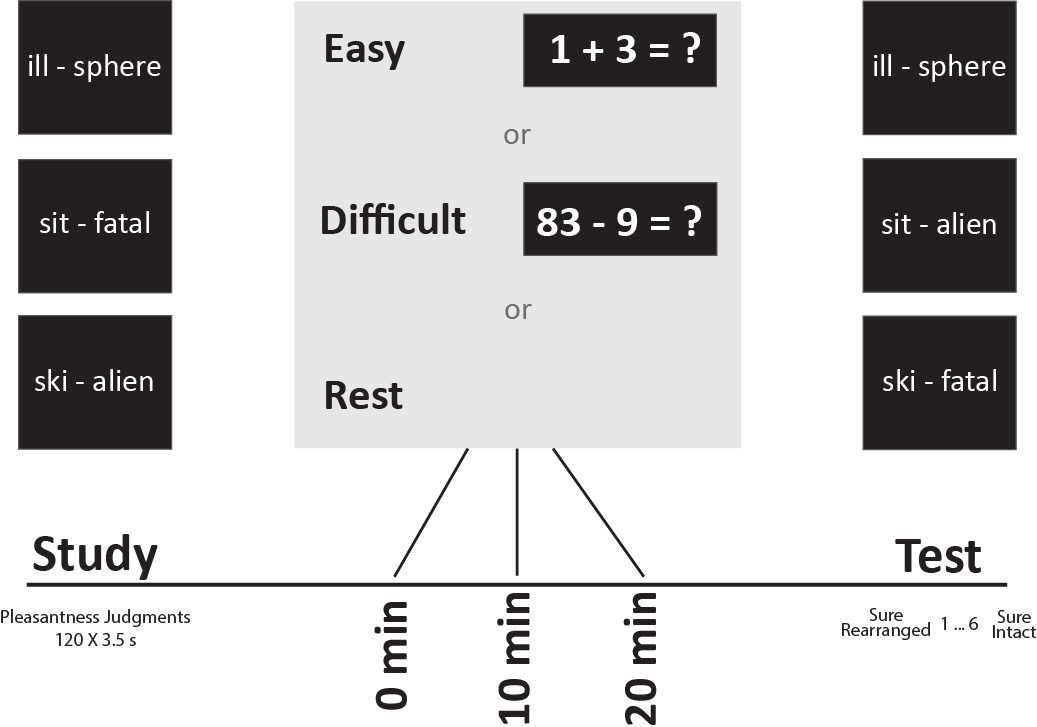 ill - sphere
sit - fatal
ski - alien
Easy
1 + 3 = ?
or
Difficult
83 - 9 = ?
or
Rest
ill - sphere
sit - alien
ski - fatal
Study
Test
Pleasantness Judgments
120 X 3.5 s
0 min
10 min
20 min
Sure
Rearranged
1 ... 6
Sure
Intact